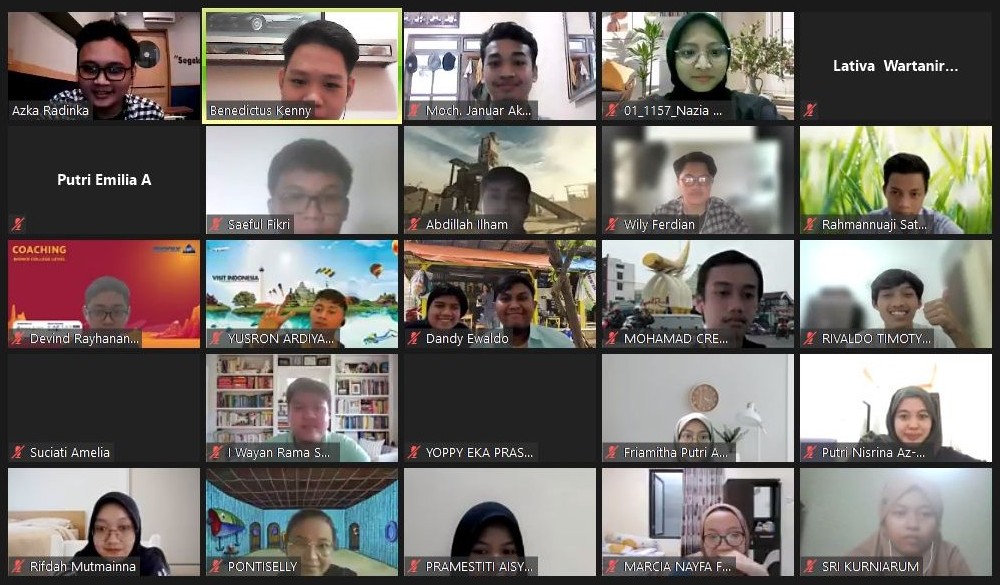 "Segala
Azka Radinka
Benedictus Kenny
Moch. Januar Ak...
01_1157_Nazia ...
Lativa Wartanir...
Putri Emilia A
Saeful Fikri
Abdillah Ilham
Wily Ferdian
Rahmannuaji Sat...
COACHING
Devind Rayhanan...
VISIT INDONESIA
YUSRON ARDIYA...
Dandy Ewaldo
MOHAMAD CRE...
RIVALDO TIMOTY...
Suciati Amelia
I Wayan Rama S...
YOPPY EKA PRAS...
Friamitha Putri A...
Putri Nisrina Az-...
Rifdah Mutmainna
PONTISELLY
PRAMESTITI AISY...
MARCIA NAYFA F...
SRI KURNIARUM